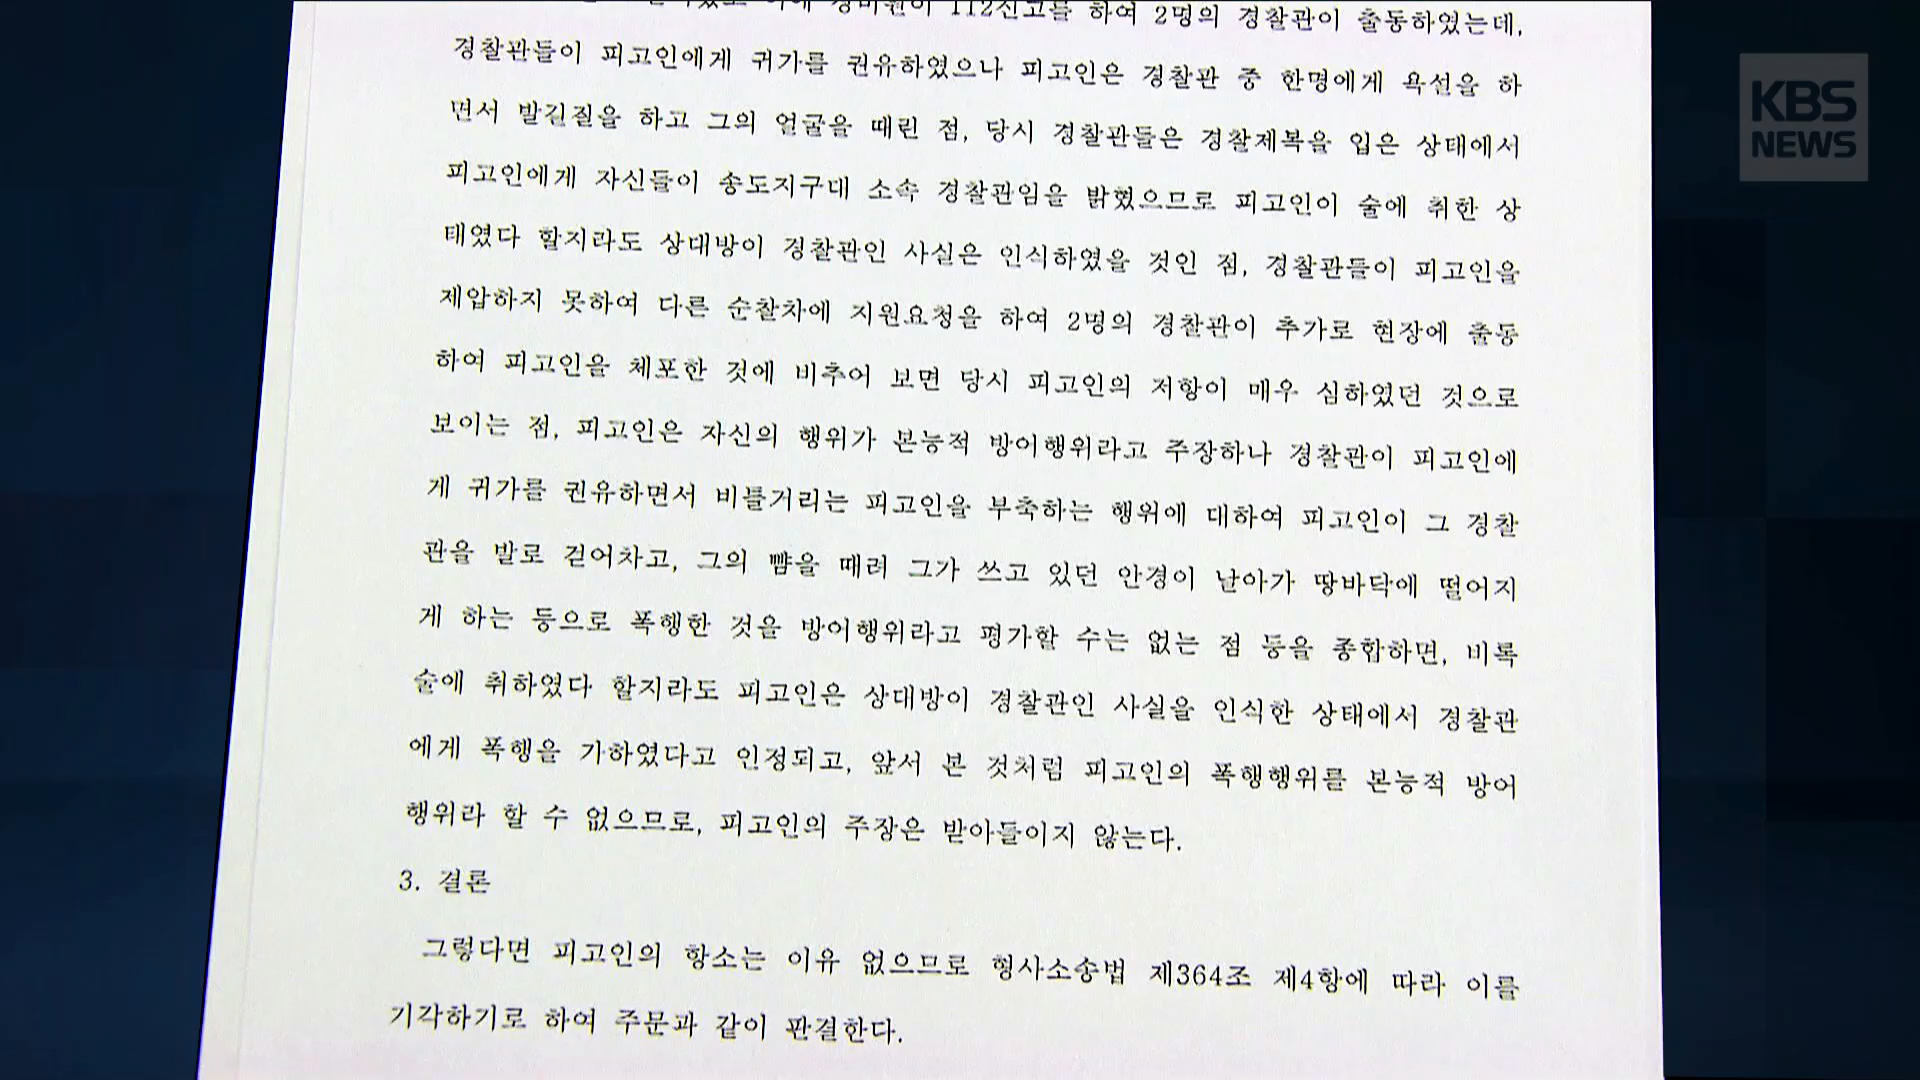 112신고를 하여 2명의 경찰관이 출동하였는데,
경찰관들이 피고인에게 귀가를 권유하였으나 피고인은 경찰관 중 한명에게 욕설을 하
면서 발길질을 하고 그의 얼굴을 때린 점, 당시 경찰관들은 경찰제복을 입은 상태에서
피고인에게 자신들이 송도지구대 소속 경찰관임을 밝혔으므로 피고인이 술에 취한 상
태였다 할지라도 상대방이 경찰관인 사실은 인식하였을 것인 점, 경찰관들이 피고인을
제압하지 못하여 다른 순찰차에 지원요청을 하여 2명의 경찰관이 추가로 현장에 출동
하여 피고인을 체포한 것에 비추어 보면 당시 피고인의 저항이 매우 심하였던 것으로
보이는 점, 피고인은 자신의 행위가 본능적 방어행위라고 주장하나 경찰관이 피고인에
게 귀가를 권유하면서 비틀거리는 피고인을 부축하는 행위에 대하여 피고인이 그 경찰
관을 발로 걷어차고, 그의 뺨을 때려 그가 쓰고 있던 안경이 날아가 땅바닥에 떨어지
게 하는 등으로 폭행한 것을 방어행위라고 평가할 수는 없는 점 등을 종합하면, 비록
술에 취하였다 할지라도 피고인은 상대방이 경찰관인 사실을 인식한 상태에서 경찰관
에게 폭행을 가하였다고 인정되고, 앞서 본 것처럼 피고인의 폭행행위를 본능적 방어
행위라 할 수 없으므로, 피고인의 주장은 받아들이지 않는다.
3. 결론
그렇다면 피고인의 항소는 이유 없으므로 형사소송법 제364조 제4항에 따라 이를
기각하기로 하여 주문과 같이 판결한다.
KBS
NEWS